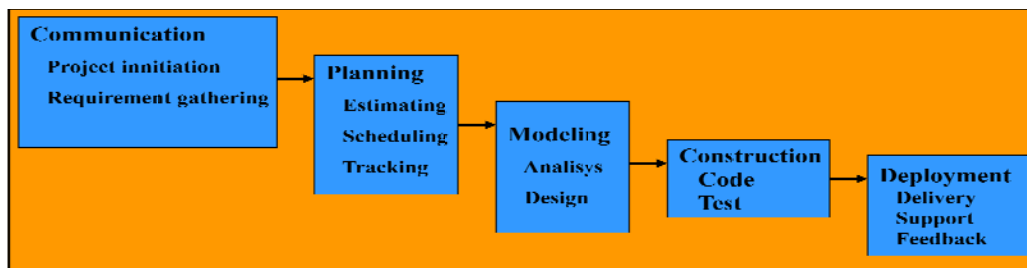 Communication
Project innitiation
Requirement gathering
Planning
Estimating
Scheduling
Tracking
Modeling
Analisys
Design
Construction
Code
Test
Deployment
Delivery
Support
Feedback